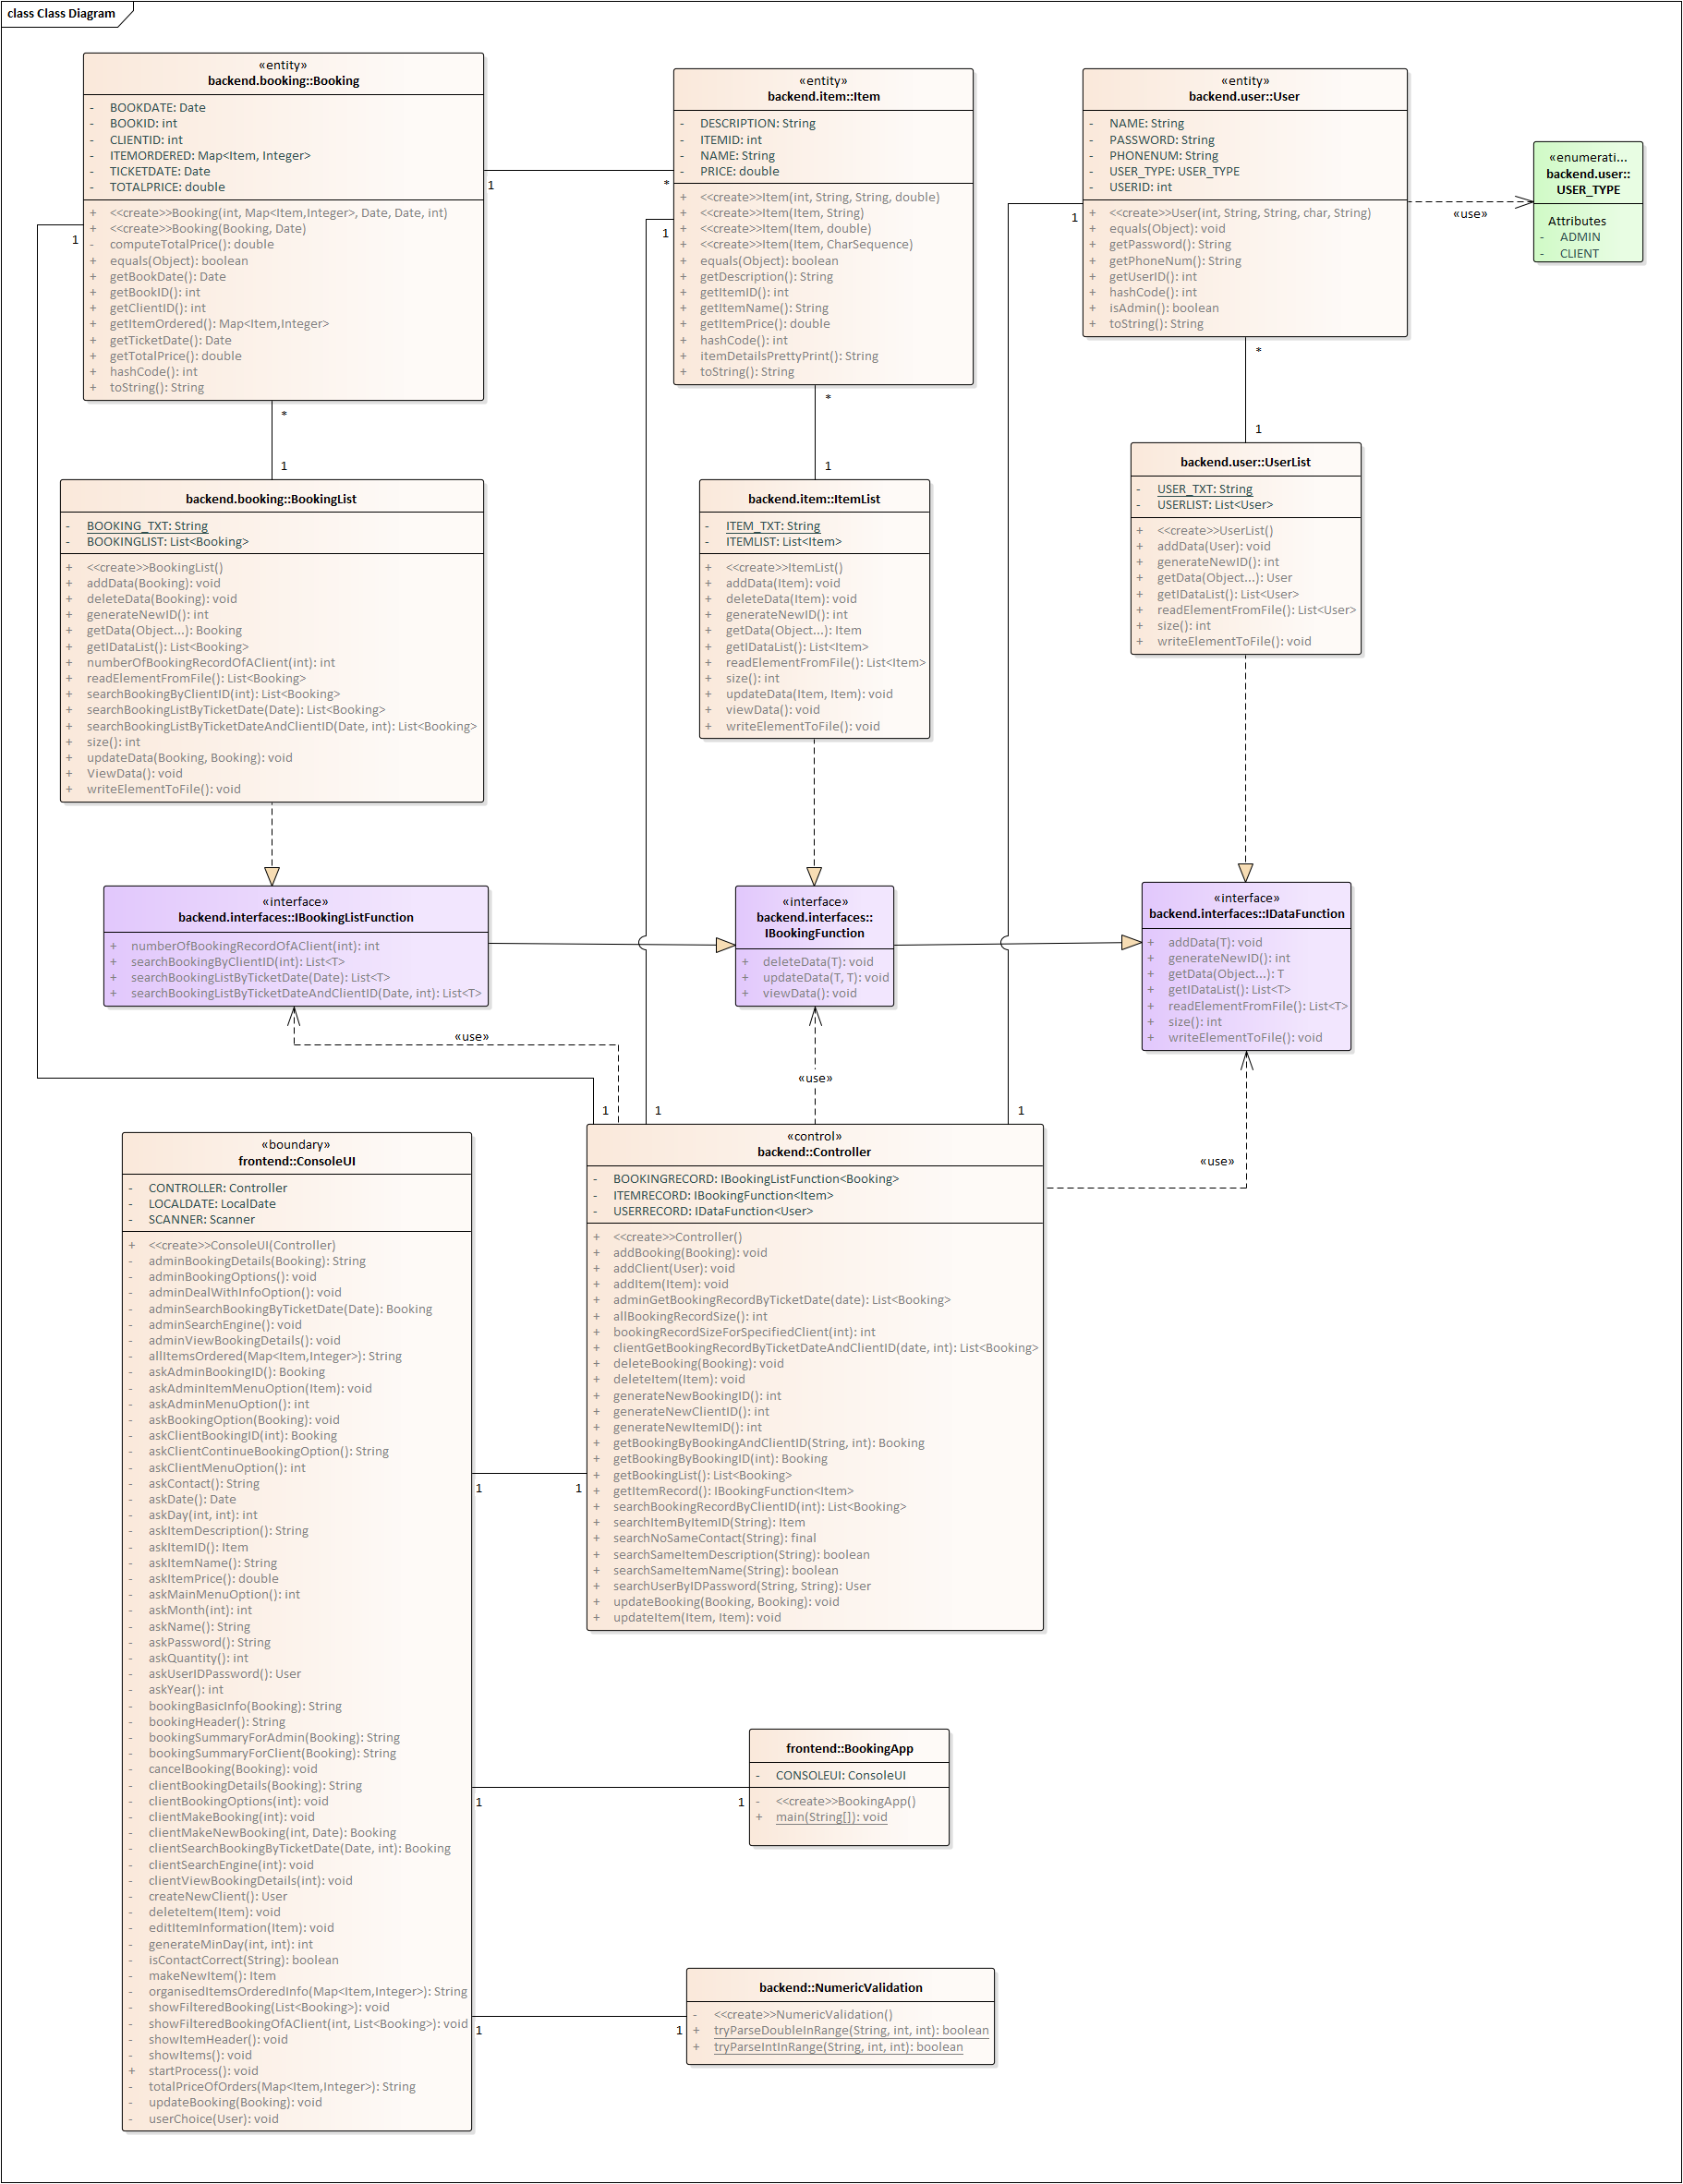 class Class Diagram
«entity»
backend.booking::Booking
- BOOKDATE: Date
- BOOKID: int
- CLIENTID: int
- ITEMORDERED: Map<Item, Integer>
- TICKETDATE: Date
- TOTALPRICE: double
+ <<create>>Booking(int, Map<Item,Integer>, Date, Date, int)
+ <<create>>Booking(Booking, Date)
- computeTotalPrice(): double
+ equals(Object): boolean
+ getBookDate(): Date
+ getBookID(): int
+ getClientID(): int
+ getItemOrdered(): Map<Item,Integer>
+ getTicketDate(): Date
+ getTotalPrice(): double
+ hashCode(): int
+ toString(): String
«entity»
backend.item::Item
- DESCRIPTION: String
- ITEMID: int
- NAME: String
- PRICE: double
+ <<create>>Item(int, String, String, double)
+ <<create>>Item(Item, String)
+ <<create>>Item(Item, double)
+ <<create>>Item(Item, CharSequence)
+ equals(Object): boolean
+ getDescription(): String
+ getItemID(): int
+ getItemName(): String
+ getItemPrice(): double
+ hashCode(): int
+ itemDetailsPrettyPrint(): String
+ toString(): String
«entity»
backend.user::User
- NAME: String
- PASSWORD: String
- PHONENUM: String
- USER_TYPE: USER_TYPE
- USERID: int
+ <<create>>User(int, String, String, char, String)
+ equals(Object): void
+ getPassword(): String
+ getPhoneNum(): String
+ getUserID(): int
+ hashCode(): int
+ isAdmin(): boolean
+ toString(): String
«enumerati...
backend.user::
USER_TYPE
Attributes
- ADMIN
- CLIENT
«use»
1
*
1
1
1
*
1
*
1
*
1
backend.booking::BookingList
- BOOKING_TXT: String
- BOOKINGLIST: List<Booking>
+ <<create>>BookingList()
+ addData(Booking): void
+ deleteData(Booking): void
+ generateNewID(): int
+ getData(Object...): Booking
+ getIDataList(): List<Booking>
+ numberOfBookingRecordOfAClient(int): int
+ readElementFromFile(): List<Booking>
+ searchBookingByClientID(int): List<Booking>
+ searchBookingListByTicketDate(Date): List<Booking>
+ searchBookingListByTicketDateAndClientID(Date, int): List<Booking>
+ size(): int
+ updateData(Booking, Booking): void
+ ViewData(): void
+ writeElementToFile(): void
backend.item::ItemList
- ITEM_TXT: String
- ITEMLIST: List<Item>
+ <<create>>ItemList()
+ addData(Item): void
+ deleteData(Item): void
+ generateNewID(): int
+ getData(Object...): Item
+ getIDataList(): List<Item>
+ readElementFromFile(): List<Item>
+ size(): int
+ updateData(Item, Item): void
+ viewData(): void
+ writeElementToFile(): void
backend.user::UserList
- USER_TXT: String
- USERLIST: List<User>
+ <<create>>UserList()
+ addData(User): void
+ generateNewID(): int
+ getData(Object...): User
+ getIDataList(): List<User>
+ readElementFromFile(): List<User>
+ size(): int
+ writeElementToFile(): void
«interface»
backend.interfaces::IBookingListFunction
+ numberOfBookingRecordOfAClient(int): int
+ searchBookingByClientID(int): List<T>
+ searchBookingListByTicketDate(Date): List<T>
+ searchBookingListByTicketDateAndClientID(Date, int): List<T>
«interface»
backend.interfaces::
IBookingFunction
+ deleteData(T): void
+ updateData(T, T): void
+ viewData(): void
«interface»
backend.interfaces::IDataFunction
+ addData(T): void
+ generateNewID(): int
+ getData(Object...): T
+ getIDataList(): List<T>
+ readElementFromFile(): List<T>
+ size(): int
+ writeElementToFile(): void
«use»
«use»
«use»
1
1
1
«boundary»
frontend::ConsoleUI
- CONTROLLER: Controller
- LOCALDATE: LocalDate
- SCANNER: Scanner
+ <<create>>ConsoleUI(Controller)
- adminBookingDetails(Booking): String
- adminBookingOptions(): void
- adminDealWithInfoOption(): void
- adminSearchBookingByTicketDate(Date): Booking
- adminSearchEngine(): void
- adminViewBookingDetails(): void
- allItemsOrdered(Map<Item,Integer>): String
- askAdminBookingID(): Booking
- askAdminItemMenuOption(Item): void
- askAdminMenuOption(): int
- askBookingOption(Booking): void
- askClientBookingID(int): Booking
- askClientContinueBookingOption(): String
- askClientMenuOption(): int
- askContact(): String
- askDate(): Date
- askDay(int, int): int
- askItemDescription(): String
- askItemID(): Item
- askItemName(): String
- askItemPrice(): double
- askMainMenuOption(): int
- askMonth(int): int
- askName(): String
- askPassword(): String
- askQuantity(): int
- askUserIDPassword(): User
- askYear(): int
- bookingBasicInfo(Booking): String
- bookingHeader(): String
- bookingSummaryForAdmin(Booking): String
- bookingSummaryForClient(Booking): String
- cancelBooking(Booking): void
- clientBookingDetails(Booking): String
- clientBookingOptions(int): void
- clientMakeBooking(int): void
- clientMakeNewBooking(int, Date): Booking
- clientSearchBookingByTicketDate(Date, int): Booking
- clientSearchEngine(int): void
- clientViewBookingDetails(int): void
- createNewClient(): User
- deleteItem(Item): void
- editItemInformation(Item): void
- generateMinDay(int, int): int
- isContactCorrect(String): boolean
- makeNewItem(): Item
- organisedItemsOrderedInfo(Map<Item,Integer>): String
- showFilteredBooking(List<Booking>): void
- showFilteredBookingOfAClient(int, List<Booking>): void
- showItemHeader(): void
- showItems(): void
+ startProcess(): void
- totalPriceOfOrders(Map<Item,Integer>): String
- updateBooking(Booking): void
- userChoice(User): void
«control»
backend::Controller
- BOOKINGRECORD: IBookingListFunction<Booking>
- ITEMRECORD: IBookingFunction<Item>
- USERRECORD: IDataFunction<User>
+ <<create>>Controller()
+ addBooking(Booking): void
+ addClient(User): void
+ addItem(Item): void
+ adminGetBookingRecordByTicketDate(date): List<Booking>
+ allBookingRecordSize(): int
+ bookingRecordSizeForSpecifiedClient(int): int
+ clientGetBookingRecordByTicketDateAndClientID(date, int): List<Booking>
+ deleteBooking(Booking): void
+ deleteItem(Item): void
+ generateNewBookingID(): int
+ generateNewClientID(): int
+ generateNewItemID(): int
+ getBookingByBookingAndClientID(String, int): Booking
+ getBookingByBookingID(int): Booking
+ getBookingList(): List<Booking>
+ getItemRecord(): IBookingFunction<Item>
+ searchBookingRecordByClientID(int): List<Booking>
+ searchItemByItemID(String): Item
+ searchNoSameContact(String): final
+ searchSameItemDescription(String): boolean
+ searchSameItemName(String): boolean
+ searchUserByIDPassword(String, String): User
+ updateBooking(Booking, Booking): void
+ updateItem(Item, Item): void
1
1
frontend::BookingApp
- CONSOLEUI: ConsoleUI
- <<create>>BookingApp()
+ main(String[]): void
1
1
backend::NumericValidation
- <<create>>NumericValidation()
+ tryParseDoubleInRange(String, int, int): boolean
+ tryParseIntInRange(String, int, int): boolean
1
1